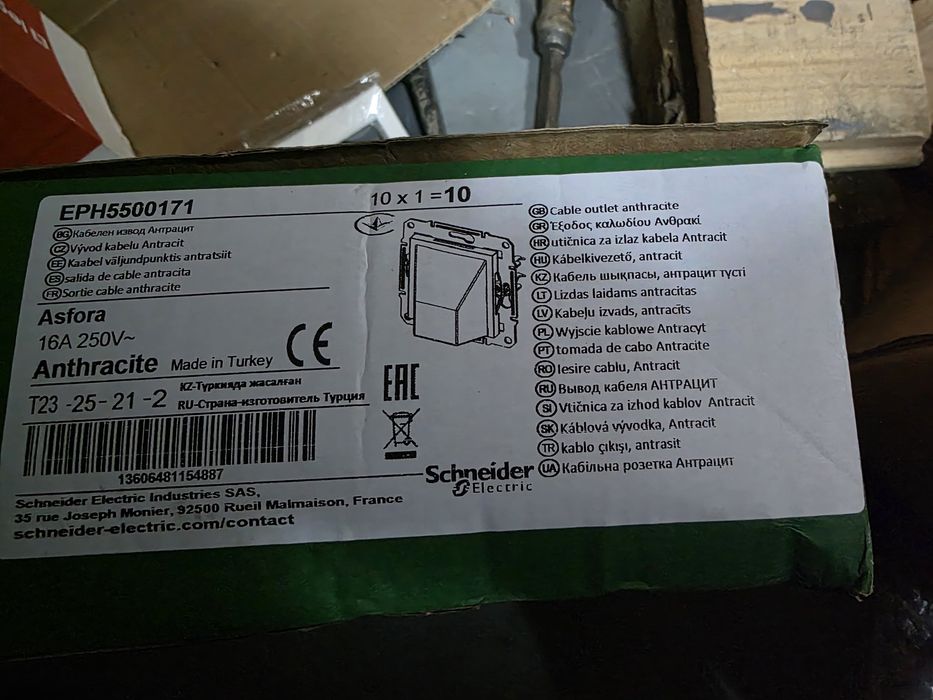 EPH5500171
10 x 1 =10
BG Кабелен извод Антрацит
CZ Vývod kabelu Antracit
EE Kaabel väljundpunktis antratsiit
ES salida de cable antracita
FR Sortie cable anthracite
Asfora
16A 250V~
Anthracite Made in Turkey
CE
KZ-Туркияда жасалған
T23 -25- 21 -2 RU-Страна-изготовитель Турция
13606481154887
Schneider Electric Industries SAS,
35 rue Joseph Monier, 92500 Rueil Malmaison, France
schneider-electric.com/contact
EAC
Schneider
Electric
GB Cable outlet anthracite
GR Έξοδος καλωδίου Ανθρακί
HR utičnica za izlaz kabela Antracit
HU Kábelkivezető, antracit
KZ Кабель шықпасы, антрацит түсті
LT Lizdas laidams antracitas
LV Kabeļu izvads, antracīts
PL Wyjscie kablowe Antracyt
PT tomada de cabo Antracite
RO Iesire cablu, Antracit
RU Вывод кабеля АНТРАЦИТ
SI Vtičnica za izhod kablov Antracit
SK Káblová vývodka, Antracit
TR kablo çıkışı, antrasit
UA Кабільна розетка Антрацит